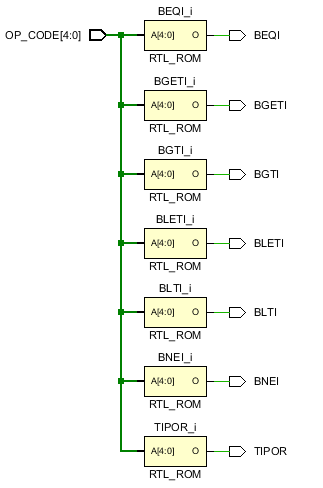 BEQI_i
OP_CODE[4:0] A[4:0] O BEQI
RTL_ROM
BGETI_i
A[4:0] O BGETI
RTL_ROM
BGTI_i
A[4:0] O BGTI
RTL_ROM
BLETI_i
A[4:0] O BLETI
RTL_ROM
BLTI_i
A[4:0] O BLTI
RTL_ROM
BNEI_i
A[4:0] O BNEI
RTL_ROM
TIPOR_i
A[4:0] O TIPOR
RTL_ROM